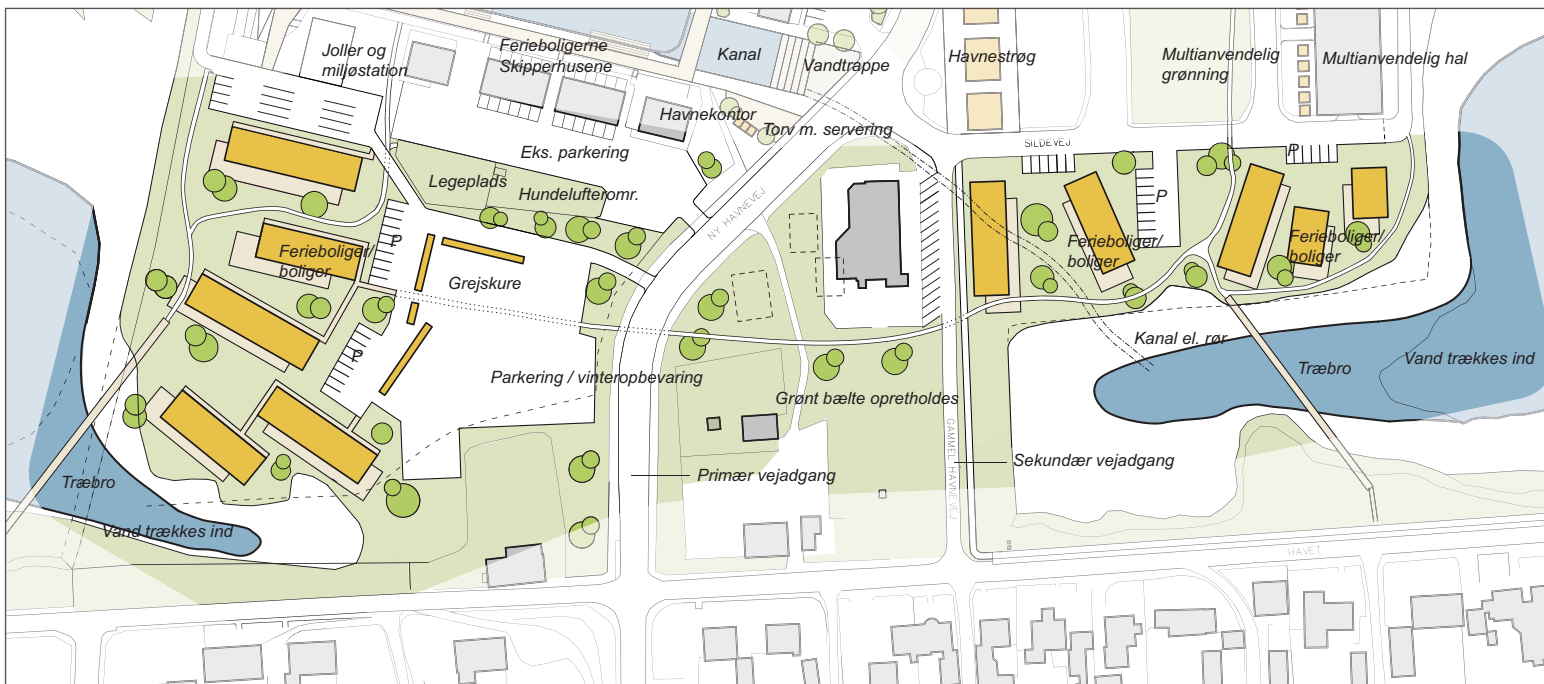 Joller og
miljøstation
Ferieboligerne
Skipperhusene
Kanal
Vandtrappe
Havnestrøg
Multianvendelig
grønning
Multianvendelig hal
Havnekontor
Torv m. servering
Eks. parkering
SILDEVEJ
P
Legeplads
Hundelufteromr.
P
NY HAVNEVEJ
P
Ferieboliger/
boliger
Ferieboliger/
boliger
Ferieboliger/
boliger
Grejskure
Kanal el. rør
P
Parkering / vinteropbevaring
Træbro
Vand trækkes ind
Grønt bælte opretholdes
GAMMEL HAVNEVEJ
Primær vejadgang
Sekundær vejadgang
Træbro
Vand trækkes ind
HAVET